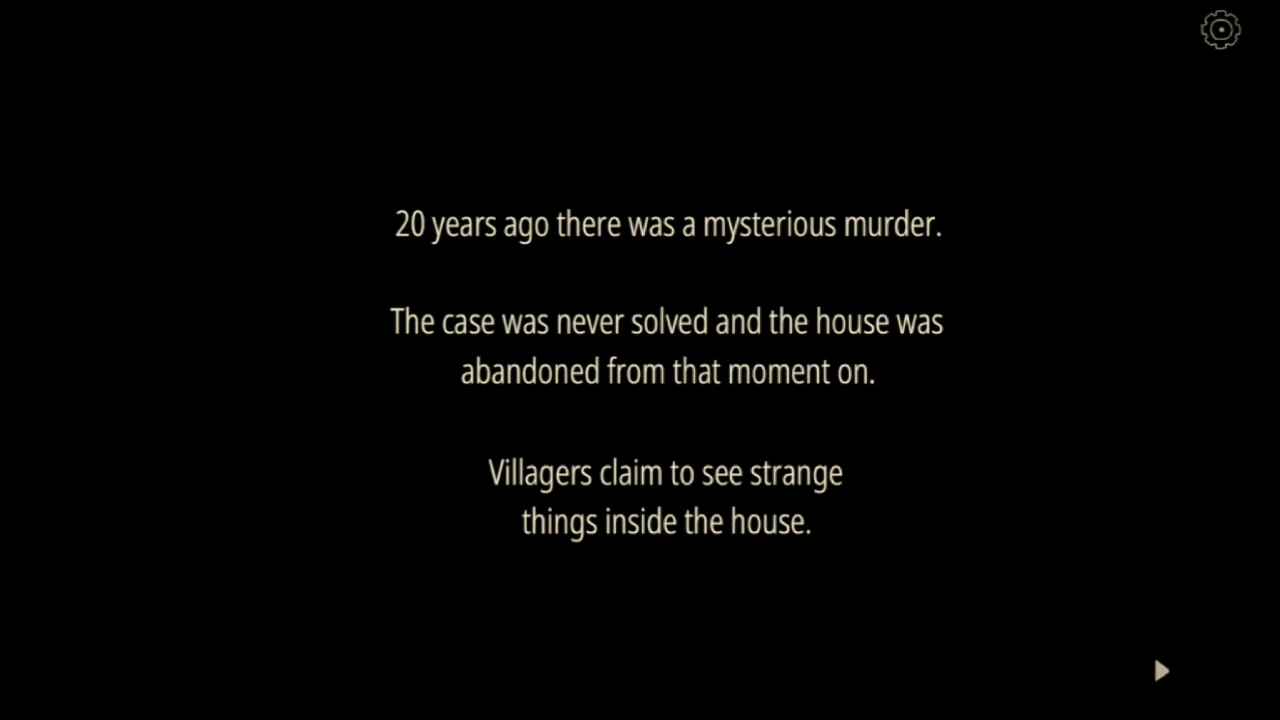 20 years ago there was a mysterious murder.
The case was never solved and the house was
abandoned from that moment on.
Villagers claim to see strange
things inside the house.